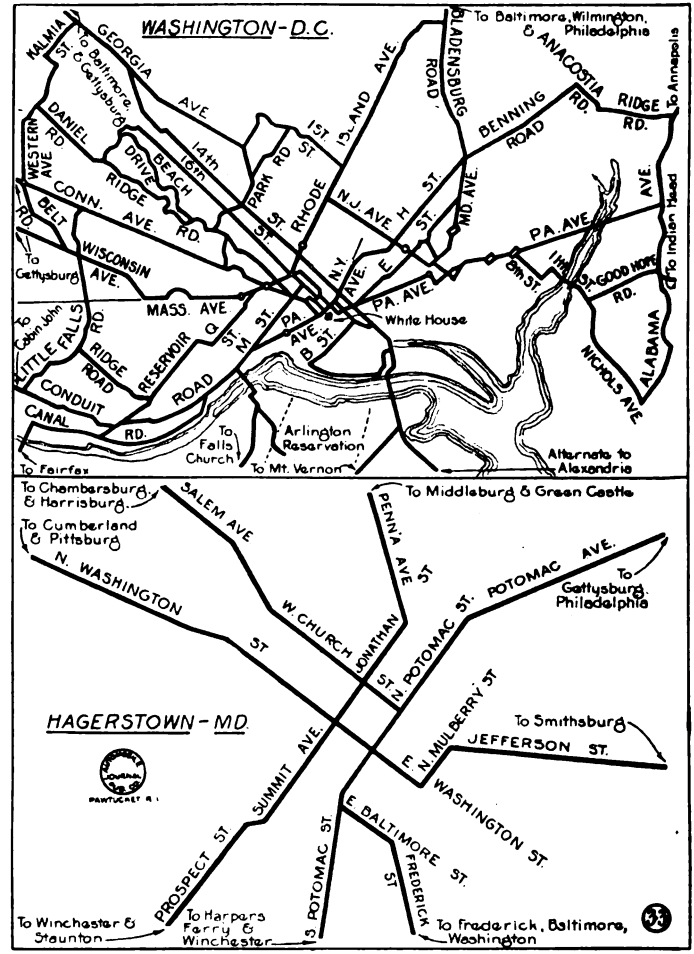 WASHINGTON-D.C.
To Baltimore, Wilmington, & Philadelphia
KALMIA ST.
To Baltimore & Gettysburg
GEORGIA AVE
BLADENSBURG ROAD
ANACOSTIA RD.
RIDGE RD.
To Annapolis
BENNING ROAD
WESTERN AVE
DANIEL RD
RIDGE RD.
BEACH DRIVE
14th ST
16th ST
PARK RD
1ST. ST
RHODE ISLAND AVE.
N.J. AVE
H ST.
E ST.
MD. AVE
PA. AVE
AVE.
To Indian Head
BELT RD.
CONN. AVE.
To Gettysburg
WISCONSIN AVE.
MASS. AVE
N.Y. AVE.
PA. AVE.
8th ST.
11th ST.
GOOD HOPE RD.
To Cabin John
LITTLE FALLS RD.
RIDGE ROAD
RESERVOIR
Q ST.
M ST.
PA. AVE
White House
B ST.
NICHOLS AVE
ALABAMA
CONDUIT ROAD
CANAL RD.
To Fairfax
To Falls Church
Arlington Reservation
To Mt. Vernon
Alternate to Alexandria
To Chambersburg & Harrisburg
SALEM AVE
To Middleburg & Green Castle
To Cumberland & Pittsburg
PENN'A AVE
ST
N. WASHINGTON ST
POTOMAC AVE.
To Gettysburg Philadelphia
W. CHURCH ST.
JONATHAN
N. POTOMAC ST.
HAGERSTOWN-MD.
N. MULBERRY ST
To Smithsburg
JEFFERSON ST.
AUTOMOBILE JOURNAL PUB CO
PAWTUCKET R.I.
SUMMIT AVE.
E. WASHINGTON ST.
PROSPECT ST.
S. POTOMAC ST.
E. BALTIMORE ST.
FREDERICK ST
33
To Winchester & Staunton
To Harpers Ferry & Winchester
To Frederick, Baltimore, Washington